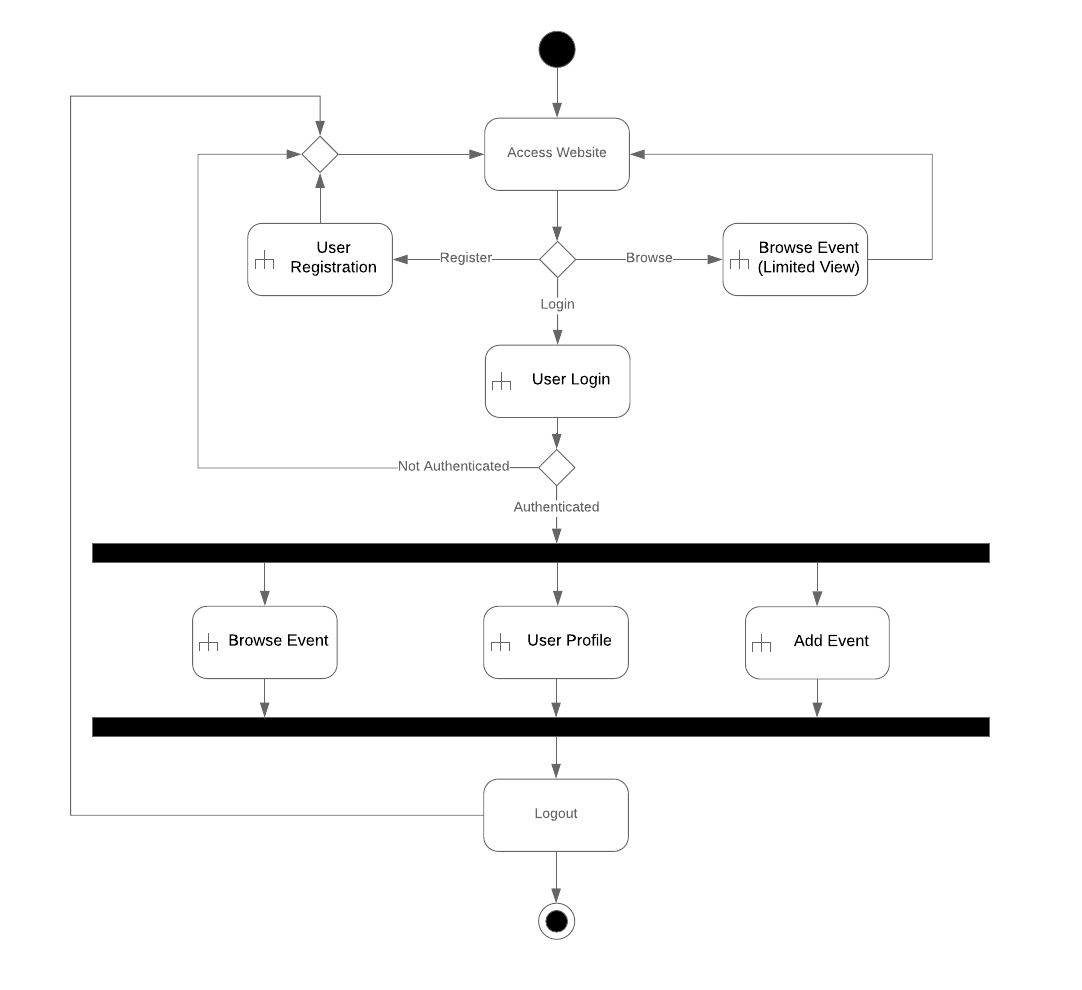 Access Website
User
Registration
Register
Browse
Browse Event
(Limited View)
Login
User Login
Not Authenticated
Authenticated
Browse Event
User Profile
Add Event
Logout